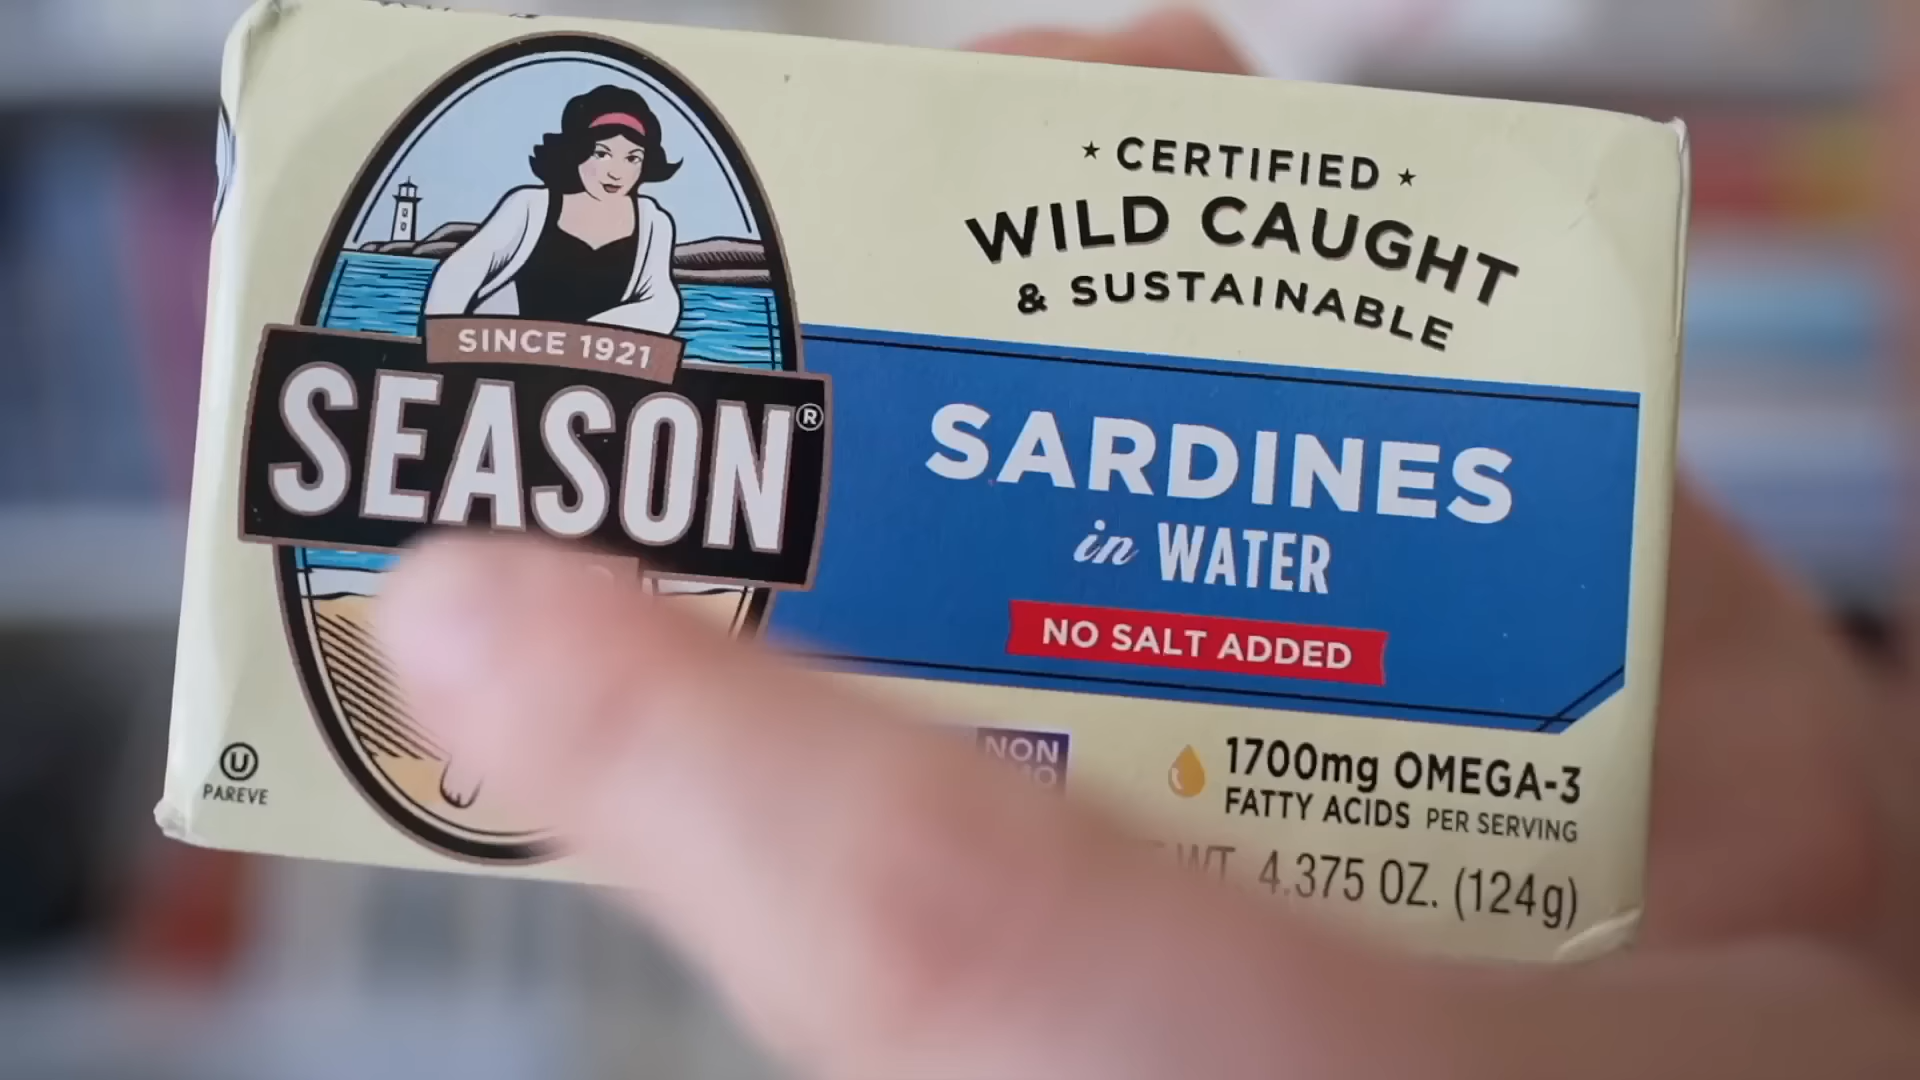 SINCE 1921
SEASON®
CERTIFIED
WILD CAUGHT
& SUSTAINABLE
SARDINES
in WATER
NO SALT ADDED
U
PAREVE
NON
1700mg OMEGA-3
FATTY ACIDS PER SERVING
WT. 4.375 OZ. (124g)